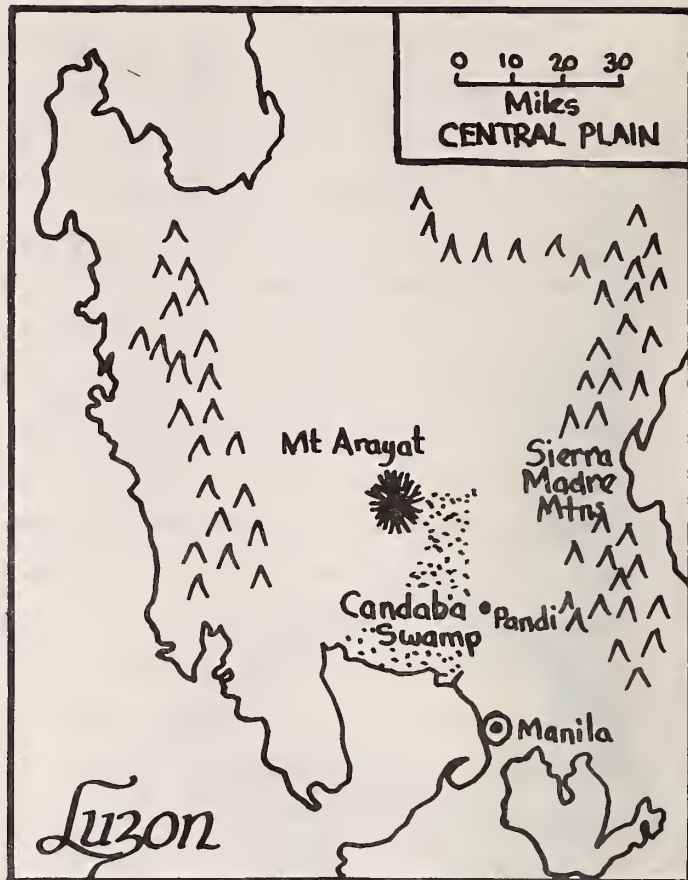 0 10 20 30
Miles
CENTRAL PLAIN
Mt Arayat
Sierra
Madre
Mtns
Candaba
Swamp
Pandi
Manila
Luzon